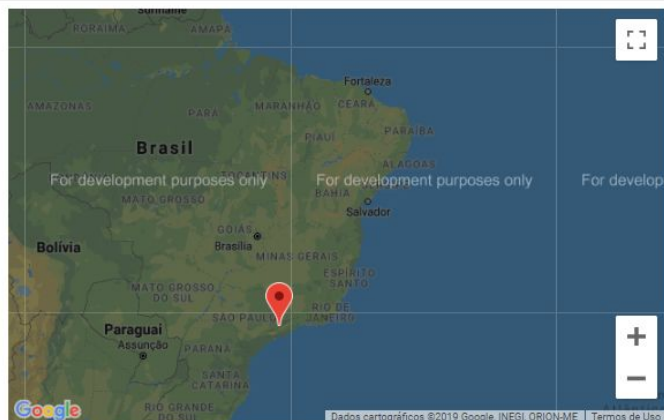 Suriname
RORAIMA
AMAPÁ
Fortaleza
AMAZONAS
PARÁ
MARANHÃO
CEARÁ
Brasil
PIAUÍ
PARAÍBA
ALAGOAS
For development purposes only
For development purposes only
For develop
TOCANTINS
MATO GROSSO
BAHIA
Salvador
GOIÁS
Bolívia
Brasília
MINAS GERAIS
ESPÍRITO
SANTO
MATO GROSSO
DO SUL
RIO DE
JANEIRO
SÃO PAULO
Paraguai
Assunção
PARANÁ
SANTA
CATARINA
RIO GRANDE
DO SUL
Google
Dados cartográficos ©2019 Google, INEGI, ORION-ME
Termos de Uso